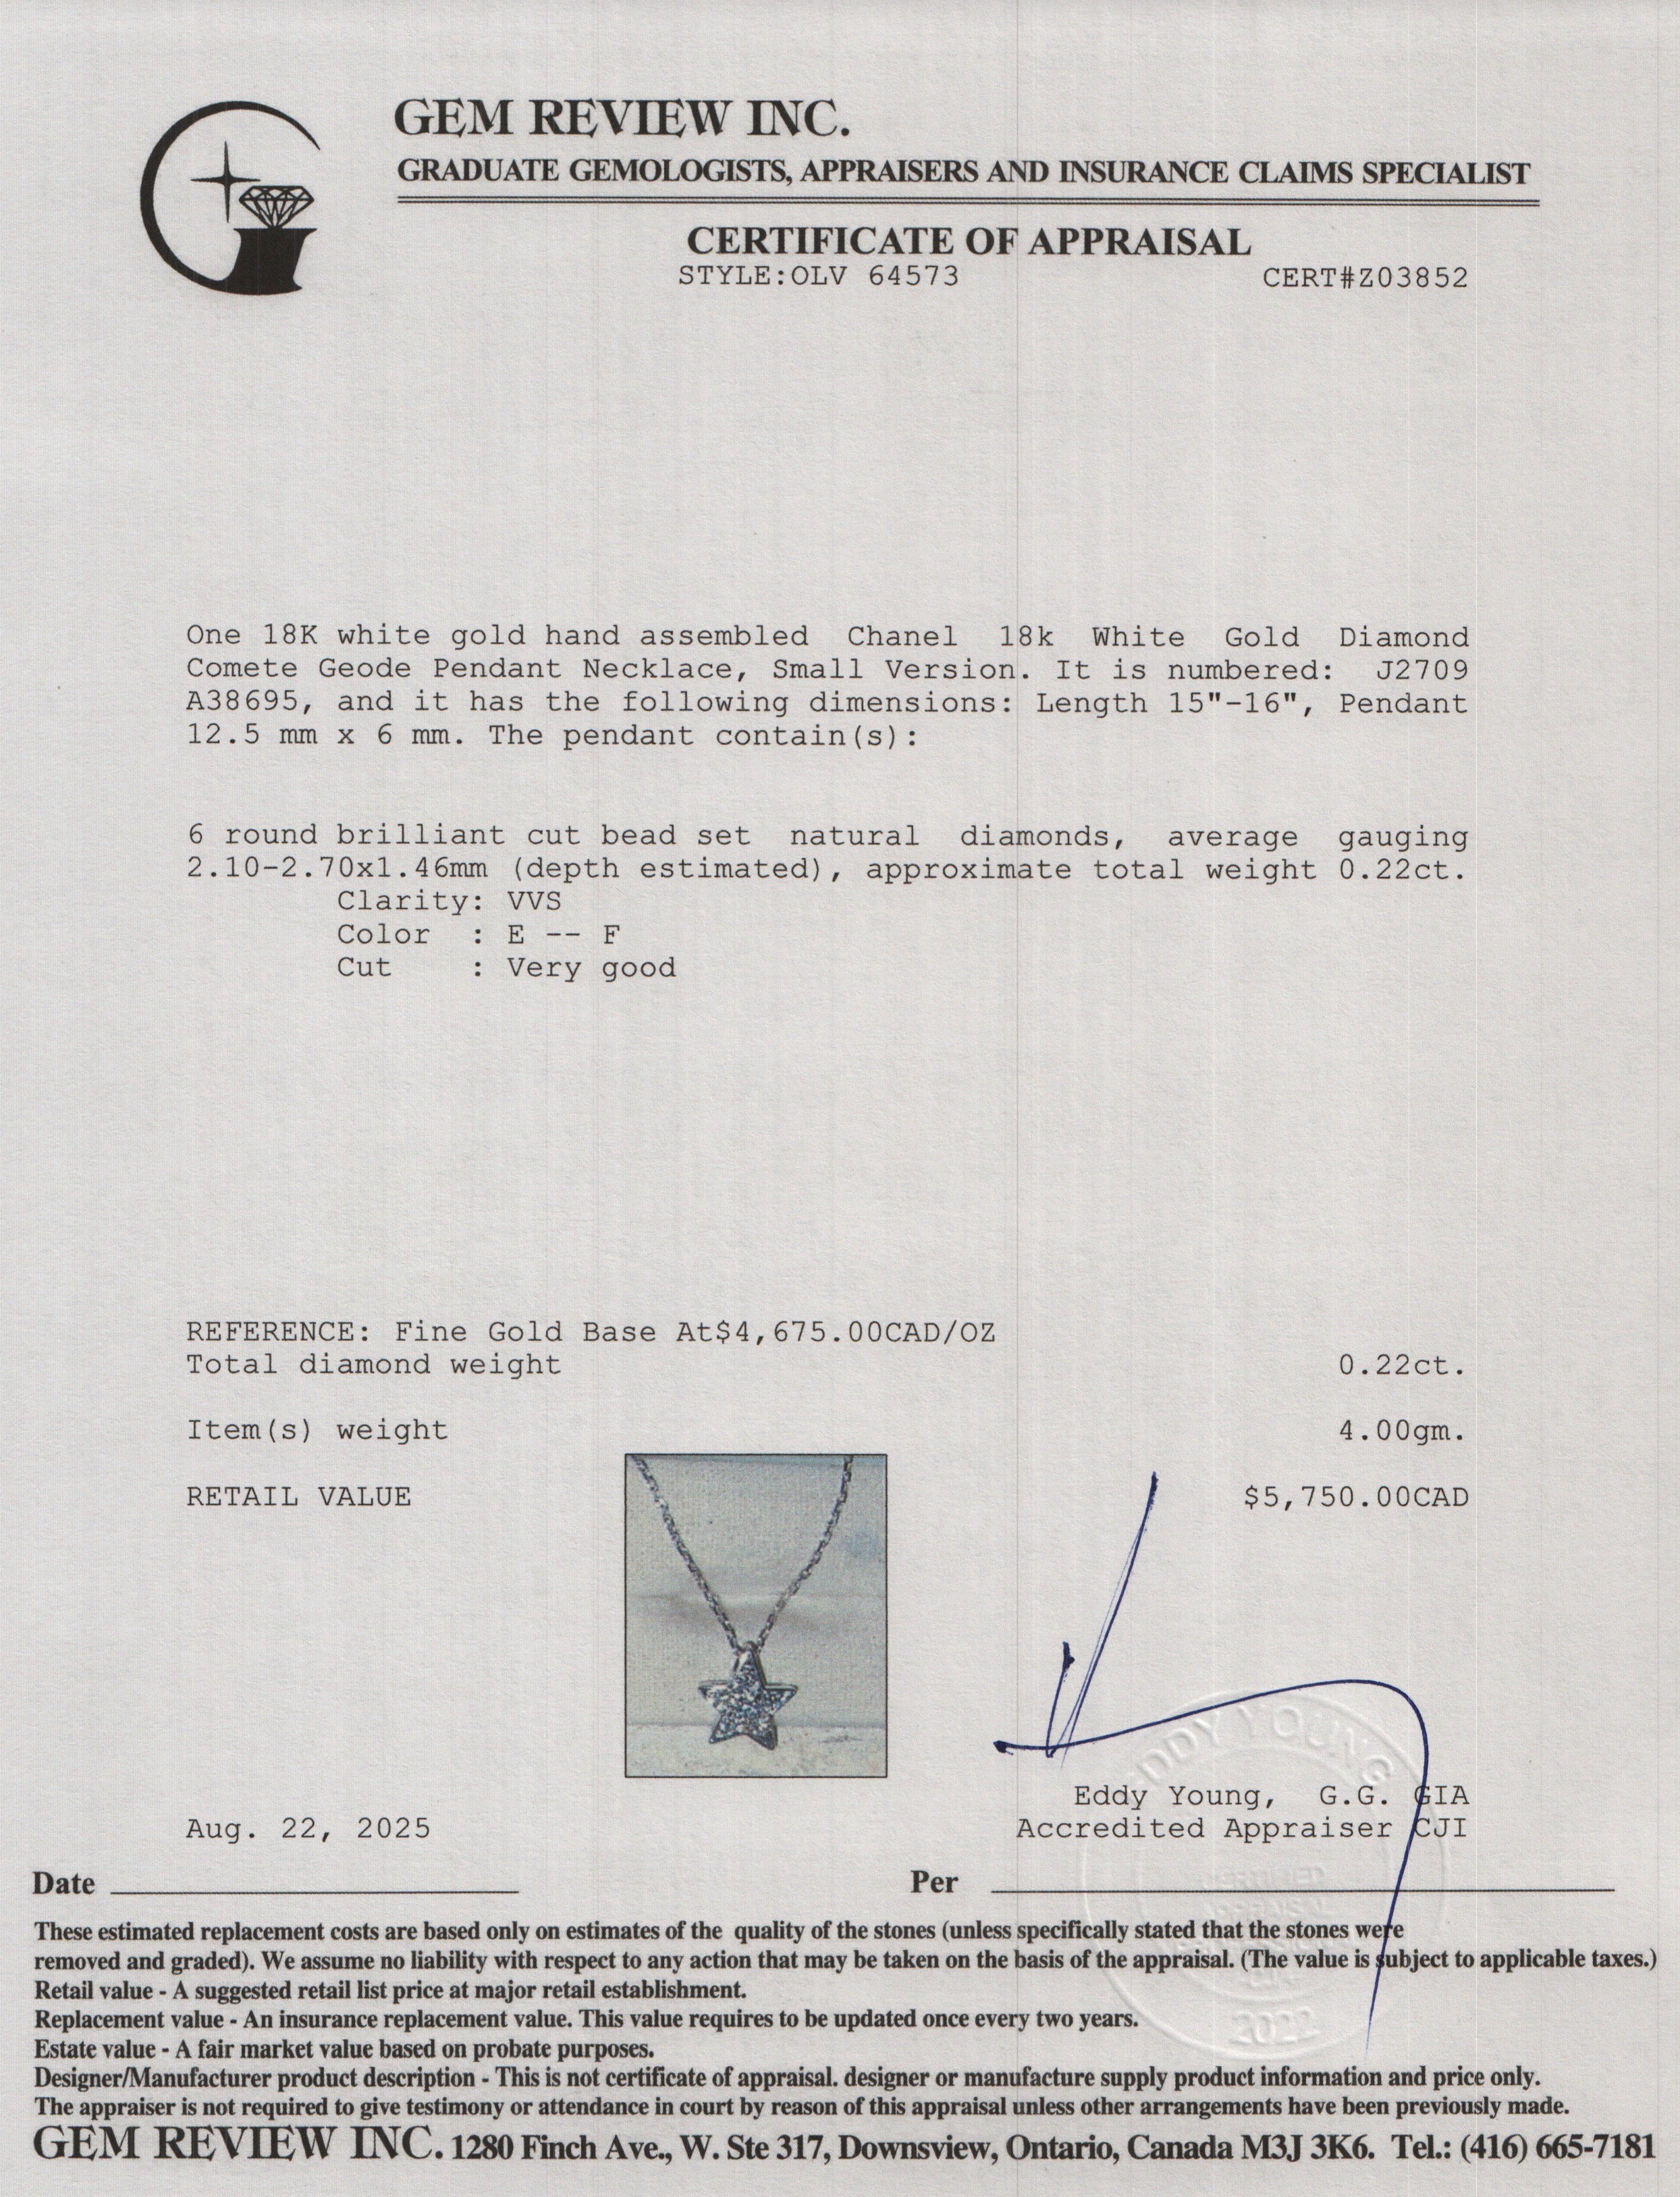 GEM REVIEW INC.
GRADUATE GEMOLOGISTS, APPRAISERS AND INSURANCE CLAIMS SPECIALIST
CERTIFICATE OF APPRAISAL
STYLE:OLV 64573 CERT#Z03852
One 18K white gold hand assembled Chanel 18k White Gold Diamond
Comete Geode Pendant Necklace, Small Version. It is numbered: J2709
A38695, and it has the following dimensions: Length 15"-16", Pendant
12.5 mm x 6 mm. The pendant contain(s):
6 round brilliant cut bead set natural diamonds, average gauging
2.10-2.70x1.46mm (depth estimated), approximate total weight 0.22ct.
Clarity: VVS
Color : E -- F
Cut : Very good
REFERENCE: Fine Gold Base At$4,675.00CAD/OZ
Total diamond weight 0.22ct.
Item(s) weight 4.00gm.
RETAIL VALUE $5,750.00CAD
EDDY YOUNG
Eddy Young, G.G. GIA
Aug. 22, 2025 Accredited Appraiser CJI
Date Per
CERTIFIED
These estimated replacement costs are based only on estimates of the quality of the stones (unless specifically stated that the stones were
removed and graded). We assume no liability with respect to any action that may be taken on the basis of the appraisal. (The value is subject to applicable taxes.)
Retail value - A suggested retail list price at major retail establishment.
Replacement value - An insurance replacement value. This value requires to be updated once every two years.
2022
Estate value - A fair market value based on probate purposes.
Designer/Manufacturer product description - This is not certificate of appraisal. designer or manufacture supply product information and price only.
The appraiser is not required to give testimony or attendance in court by reason of this appraisal unless other arrangements have been previously made.
GEM REVIEW INC. 1280 Finch Ave., W. Ste 317, Downsview, Ontario, Canada M3J 3K6. Tel.: (416) 665-7181